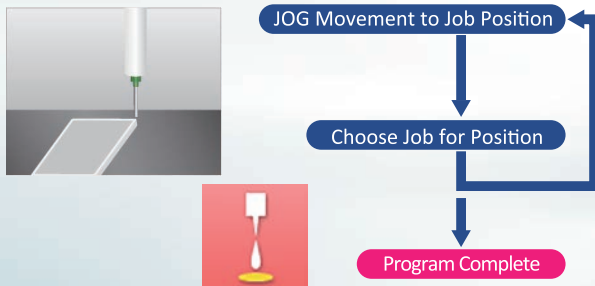 JOG Movement to Job Position
Choose Job for Position
Program Complete